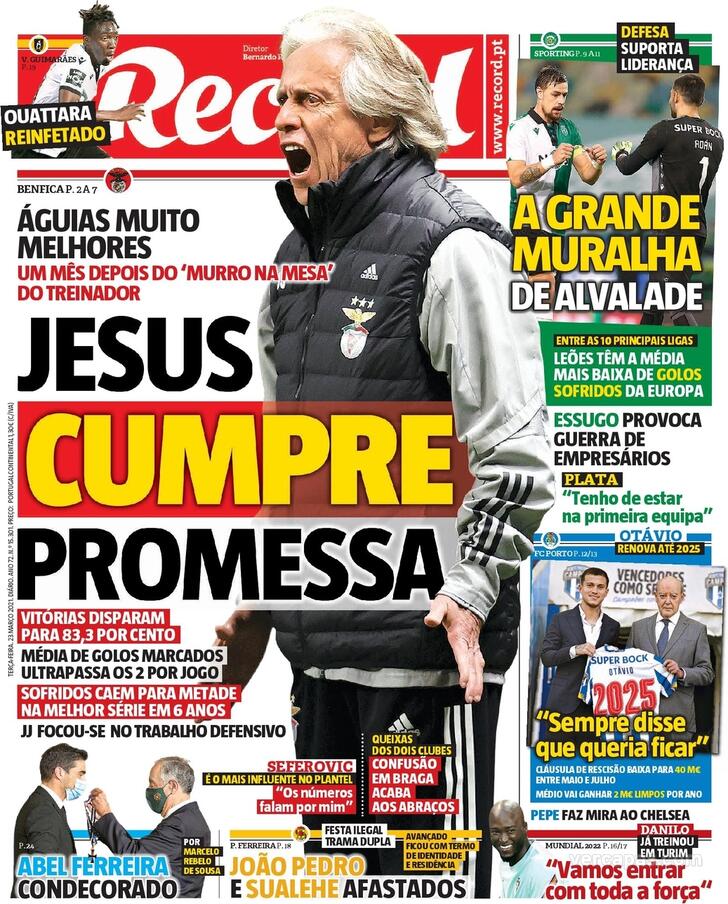 V. GUIMARÃES
P. 19
OUATTARA
REINFETADO
Diretor
Record
www.record.pt
SPORTING P. 9 A 11
DEFESA
SUPORTA
LIDERANÇA
SUPER BOCK
ADÁN
1
A GRANDE
MURALHA
DE ALVALADE
BENFICA P. 2 A 7
ÁGUIAS MUITO
MELHORES
UM MÊS DEPOIS DO ‘MURRO NA MESA’
DO TREINADOR
JESUS
CUMPRE
PROMESSA
adidas
VITÓRIAS DISPARAM
PARA 83,3 POR CENTO
MÉDIA DE GOLOS MARCADOS
ULTRAPASSA OS 2 POR JOGO
SOFRIDOS CAEM PARA METADE
NA MELHOR SÉRIE EM 6 ANOS
JJ FOCOU-SE NO TRABALHO DEFENSIVO
TERÇA-FEIRA, 23 MARÇO 2021, DIÁRIO, ANO 72, N.º 15.301, PREÇO: PORTUGAL CONTINENTAL 1,30€ (C/IVA)
ENTRE AS 10 PRINCIPAIS LIGAS
LEÕES TÊM A MÉDIA
MAIS BAIXA DE GOLOS
SOFRIDOS DA EUROPA
ESSUGO PROVOCA
GUERRA DE
EMPRESÁRIOS
PLATA
“Tenho de estar
na primeira equipa”
FC PORTO P. 12/13
OTÁVIO
RENOVA ATÉ 2025
VENCEDORES
SUPER BOCK
OTÁVIO
2025
“Sempre disse
que queria ficar”
CLÁUSULA DE RESCISÃO BAIXA PARA 40 M€
ENTRE MAIO E JULHO
MÉDIO VAI GANHAR 2 M€ LIMPOS POR ANO
PEPE FAZ MIRA AO CHELSEA
SEFEROVIC
É O MAIS INFLUENTE NO PLANTEL
“Os números
falam por mim”
QUEIXAS
DOS DOIS CLUBES
CONFUSÃO
EM BRAGA
ACABA
AOS ABRAÇOS
P. 24
POR
MARCELO
REBELO
DE SOUSA
ABEL FERREIRA
CONDECORADO
P. FERREIRA P. 18
FESTA ILEGAL
TRAMA DUPLA
AVANÇADO
FICOU COM TERMO
DE IDENTIDADE
E RESIDÊNCIA
JOÃO PEDRO
E SUALEHE AFASTADOS
MUNDIAL 2022 P. 16/17
DANILO
JÁ TREINOU
EM TURIM
“Vamos entrar
com toda a força”